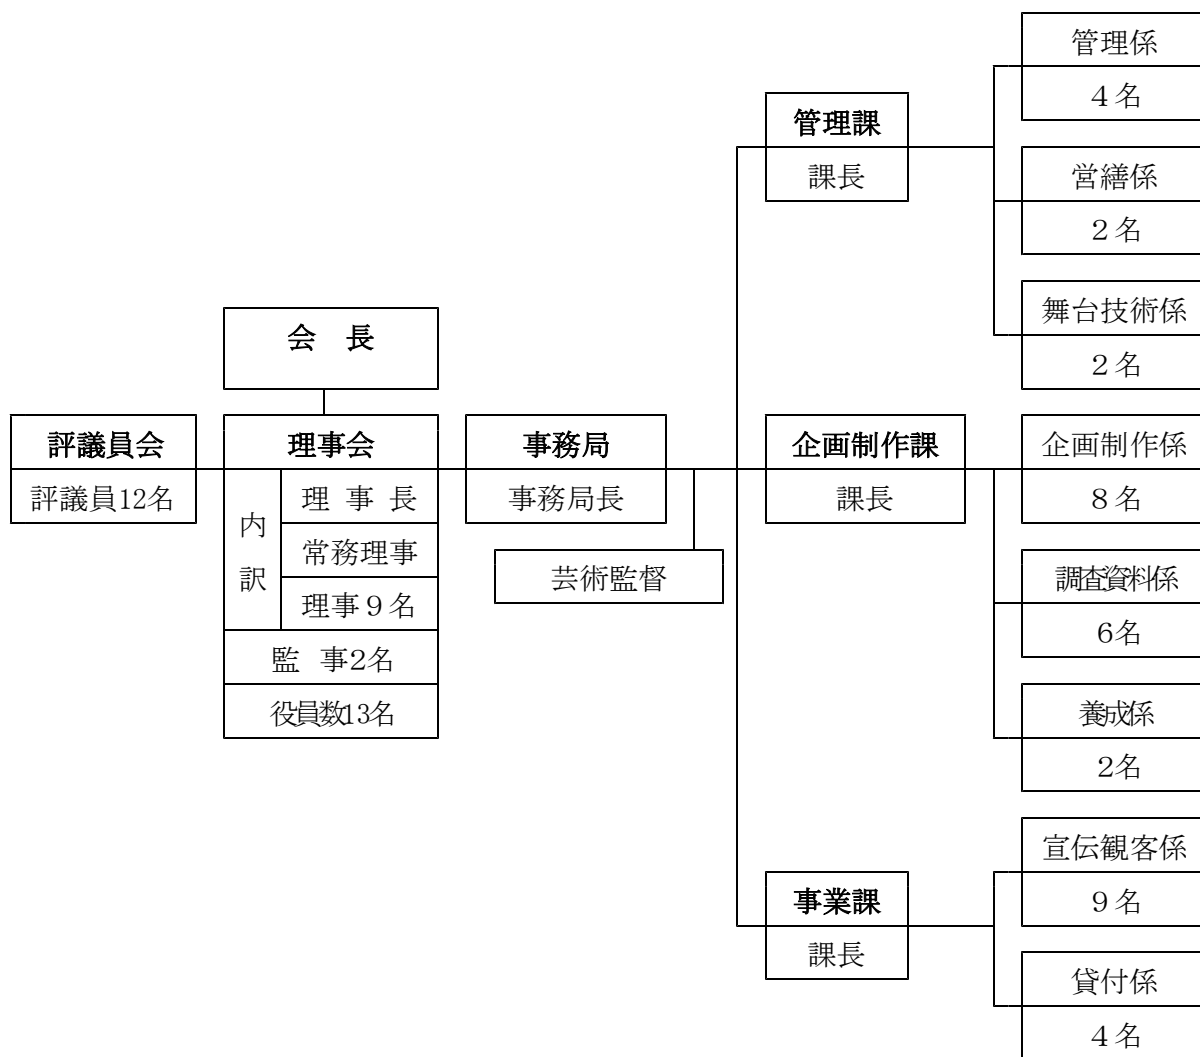 会　長
評議員会
評議員12名
理事会
内訳
理　事　長
常務理事
理事９名
監　事2名
役員数13名
事務局
事務局長
芸術監督
管理課
課長
管理係
４名
営繕係
２名
舞台技術係
２名
企画制作課
課長
企画制作係
８名
調査資料係
6名
養成係
2名
事業課
課長
宣伝観客係
９名
貸付係
４名